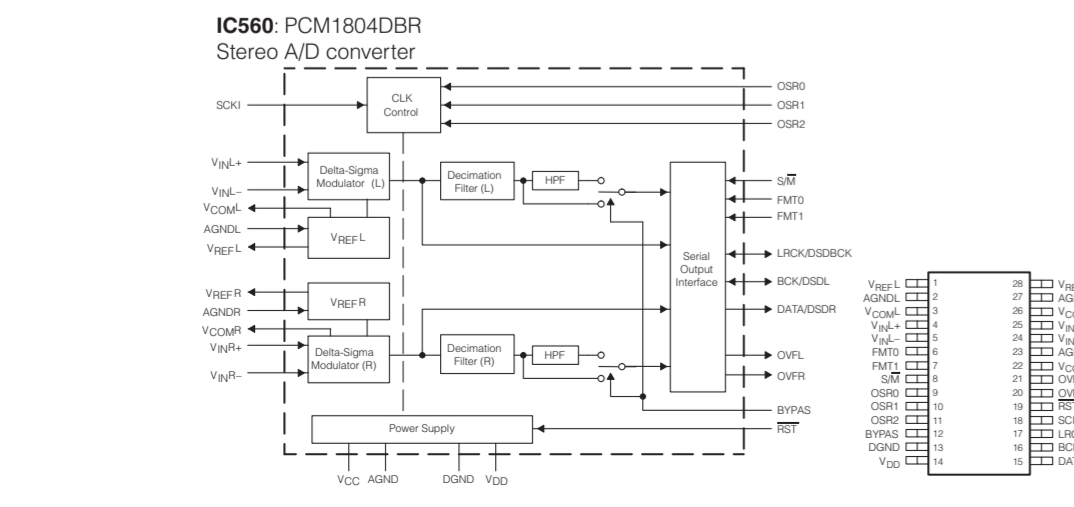 IC560: PCM1804DBR
Stereo A/D converter
SCKI
CLK
Control
OSR0
OSR1
OSR2
VINL+
VINL–
VCOML
AGNDL
VREFL
Delta-Sigma
Modulator (L)
VREFL
Decimation
Filter (L)
HPF
Serial
Output
Interface
S/M̅
FMT0
FMT1
LRCK/DSDBCK
BCK/DSDL
DATA/DSDR
OVFL
OVFR
BYPAS
R̅S̅T̅
VREFR
AGNDR
VCOMR
VINR+
VINR–
VREFR
Delta-Sigma
Modulator (R)
Decimation
Filter (R)
HPF
Power Supply
VCC AGND DGND VDD
VREFL 1 28
AGNDL 2 27
VCOML 3 26
VINL+ 4 25
VINL– 5 24
FMT0 6 23
FMT1 7 22
S/M̅ 8 21
OSR0 9 20
OSR1 10 19 R̅S̅T̅
OSR2 11 18
BYPAS 12 17
DGND 13 16
VDD 14 15